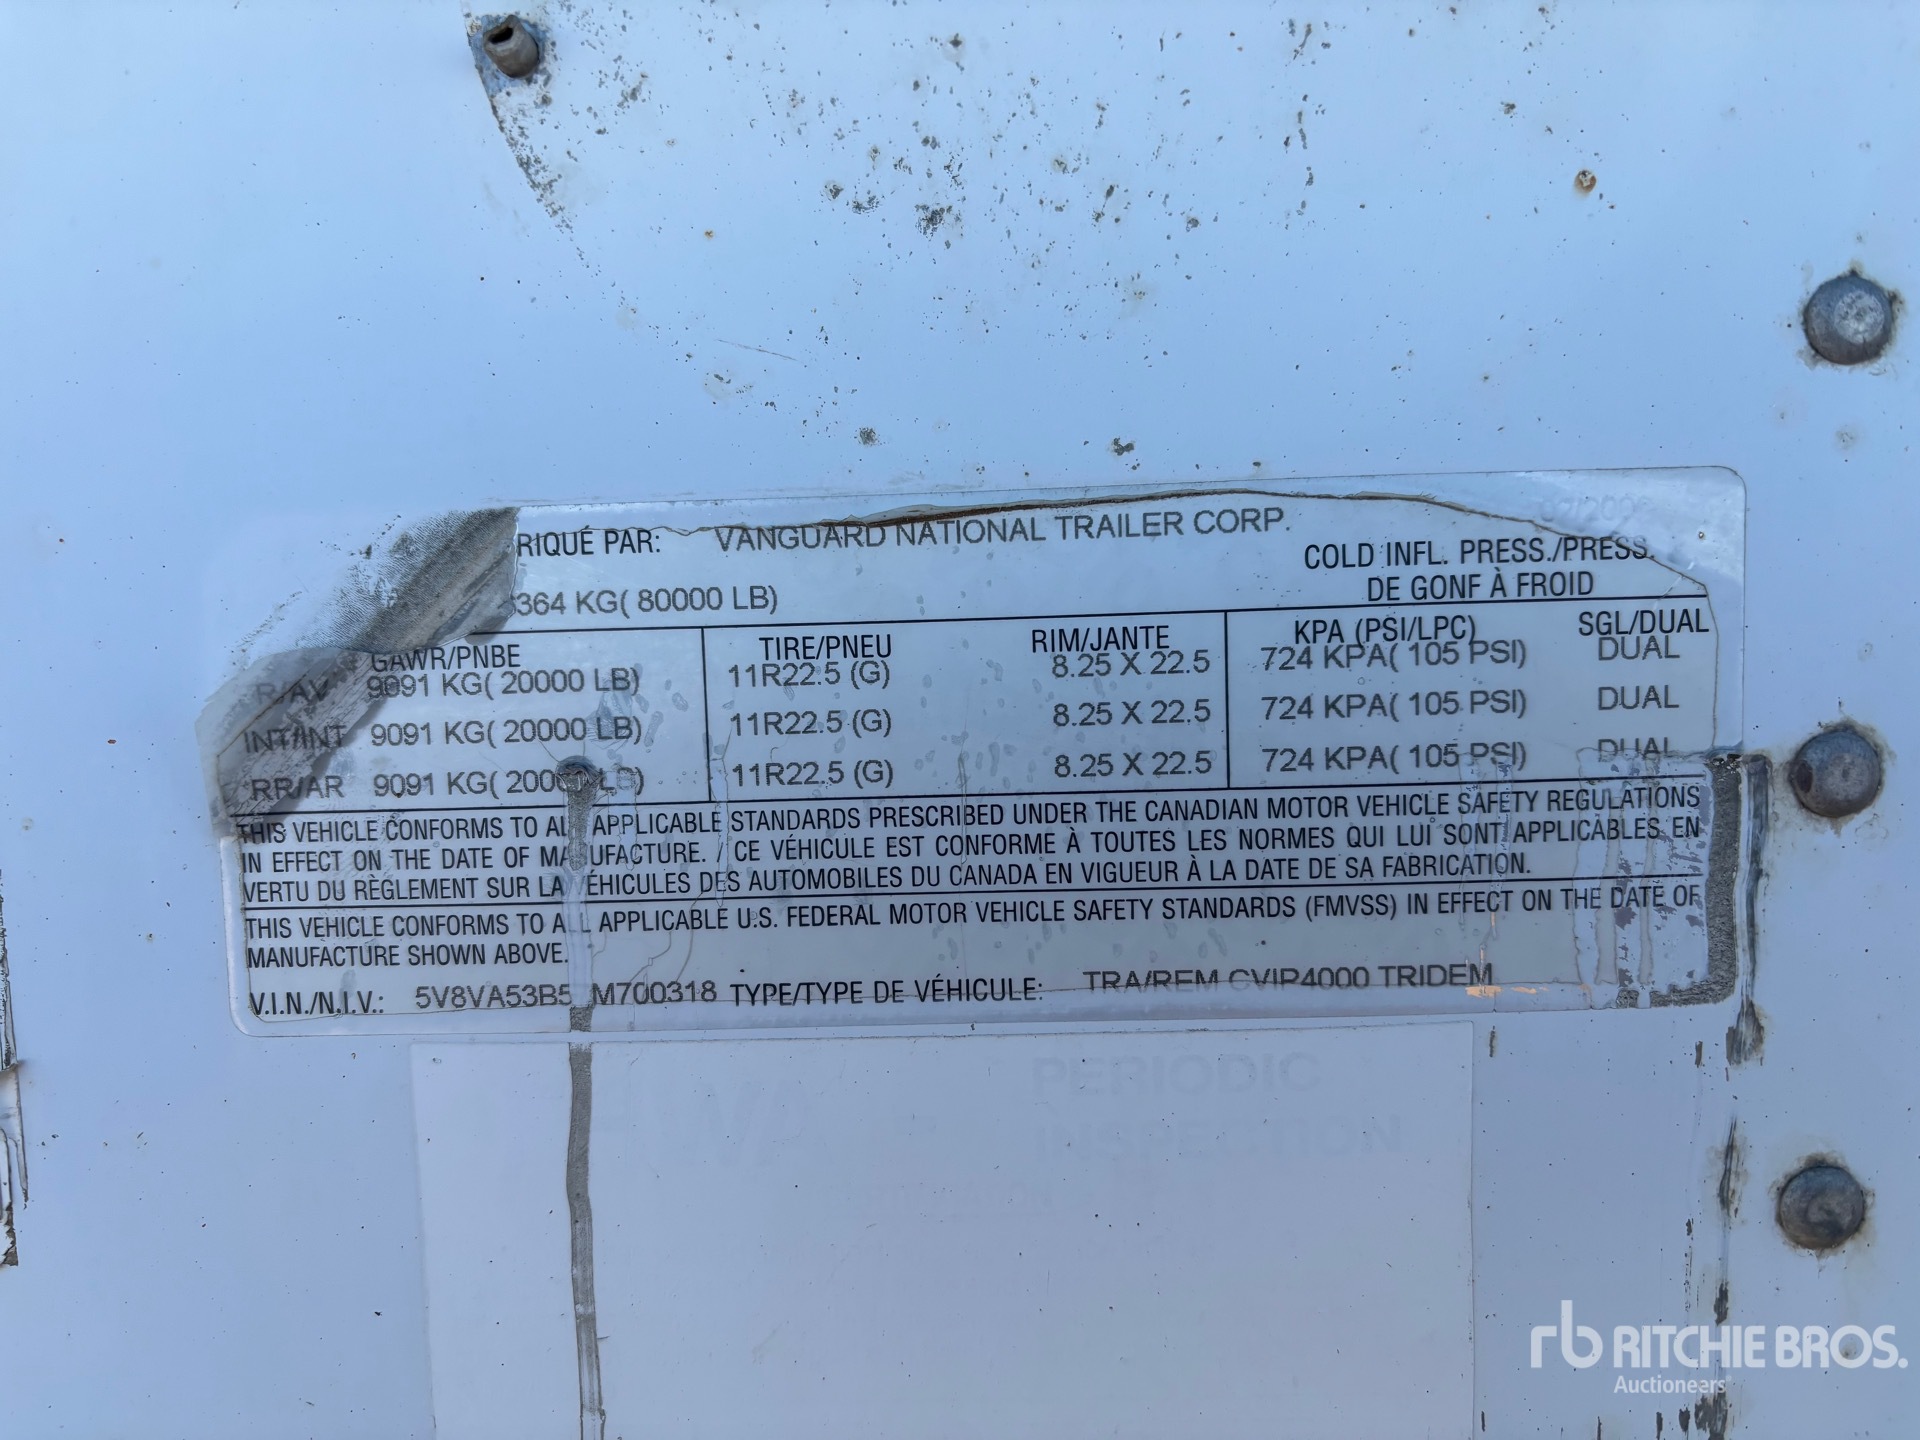 RIQUÉ PAR: VANGUARD NATIONAL TRAILER CORP.
364 KG( 80000 LB) COLD INFL. PRESS./PRESS.
DE GONF À FROID
GAWR/PNBE TIRE/PNEU RIM/JANTE KPA (PSI/LPC) SGL/DUAL
R/AV 9091 KG( 20000 LB) 11R22.5 (G) 8.25 X 22.5 724 KPA( 105 PSI) DUAL
INT/INT 9091 KG( 20000 LB) 11R22.5 (G) 8.25 X 22.5 724 KPA( 105 PSI) DUAL
RR/AR 9091 KG( 20000 LB) 11R22.5 (G) 8.25 X 22.5 724 KPA( 105 PSI) DUAL
THIS VEHICLE CONFORMS TO ALL APPLICABLE STANDARDS PRESCRIBED UNDER THE CANADIAN MOTOR VEHICLE SAFETY REGULATIONS
IN EFFECT ON THE DATE OF MANUFACTURE. / CE VÉHICULE EST CONFORME À TOUTES LES NORMES QUI LUI SONT APPLICABLES EN
VERTU DU RÈGLEMENT SUR LA VÉHICULES DES AUTOMOBILES DU CANADA EN VIGUEUR À LA DATE DE SA FABRICATION.
THIS VEHICLE CONFORMS TO ALL APPLICABLE U.S. FEDERAL MOTOR VEHICLE SAFETY STANDARDS (FMVSS) IN EFFECT ON THE DATE OF
MANUFACTURE SHOWN ABOVE.
V.I.N./N.I.V.: 5V8VA53B5 M700318 TYPE/TYPE DE VÉHICULE: TRA/REM CVIP4000 TRIDEM
PERIODIC
INSPECTION
rb RITCHIE BROS.
Auctioneers